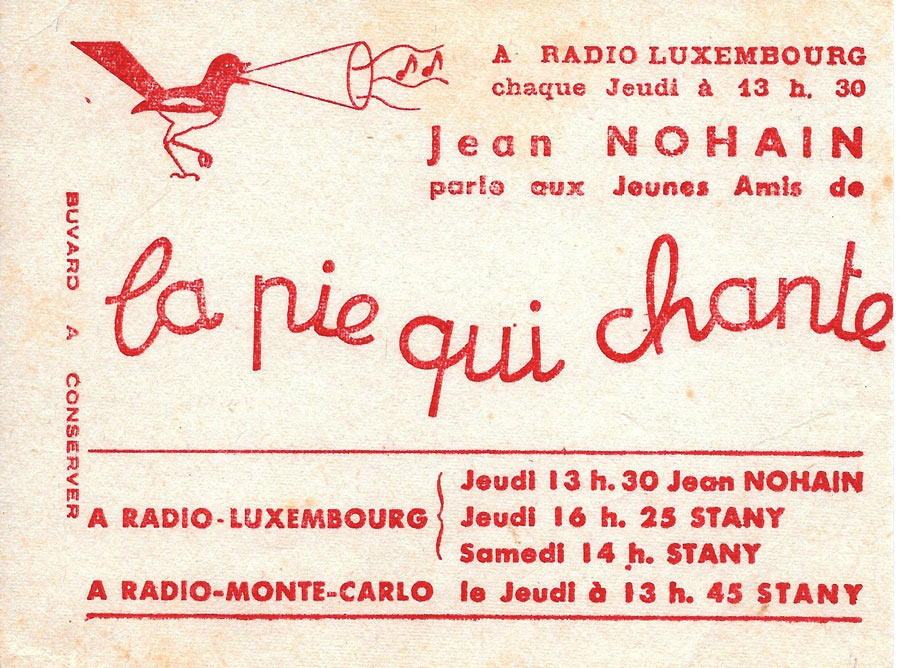 A RADIO LUXEMBOURG
chaque Jeudi à 13 h. 30
Jean NOHAIN
parle aux Jeunes Amis de
la pie qui chante
BUVARD A CONSERVER
A RADIO-LUXEMBOURG
Jeudi 13 h. 30 Jean NOHAIN
Jeudi 16 h. 25 STANY
Samedi 14 h. STANY
A RADIO-MONTE-CARLO le Jeudi à 13 h. 45 STANY